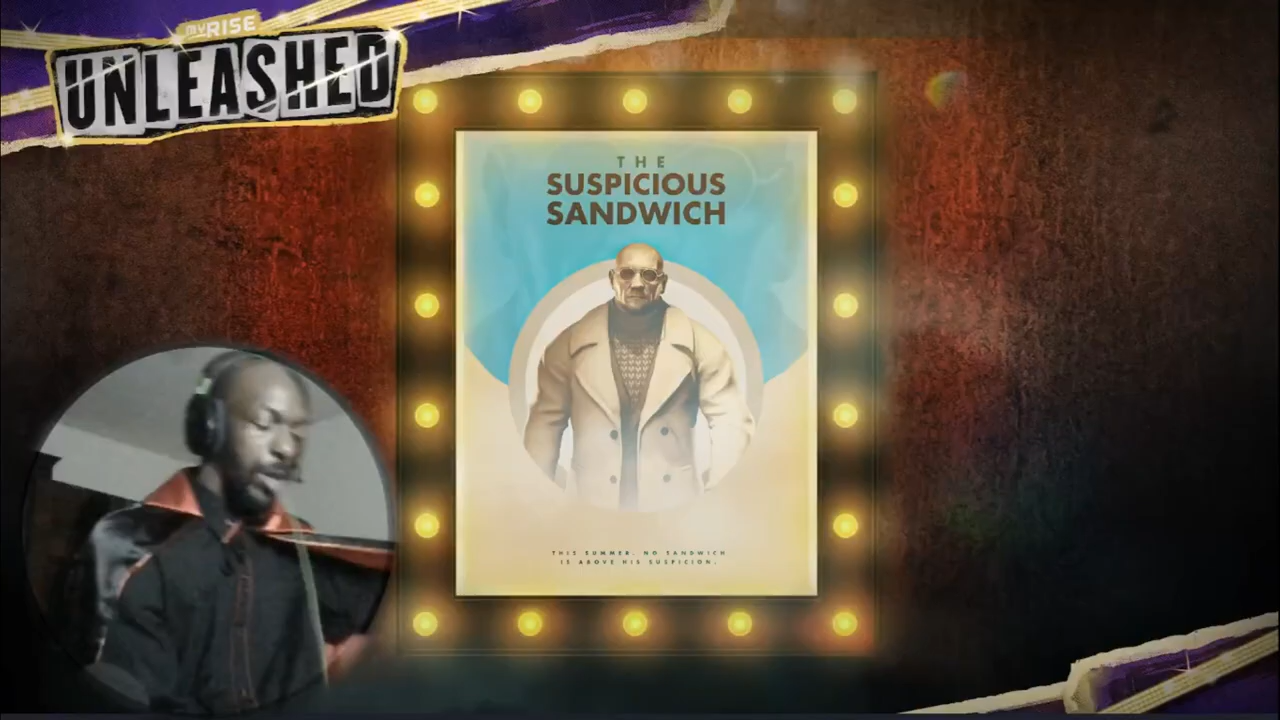 MyRISE
UNLEASHED
THE
SUSPICIOUS
SANDWICH
THIS SUMMER, NO SANDWICH
IS ABOVE HIS SUSPICION.